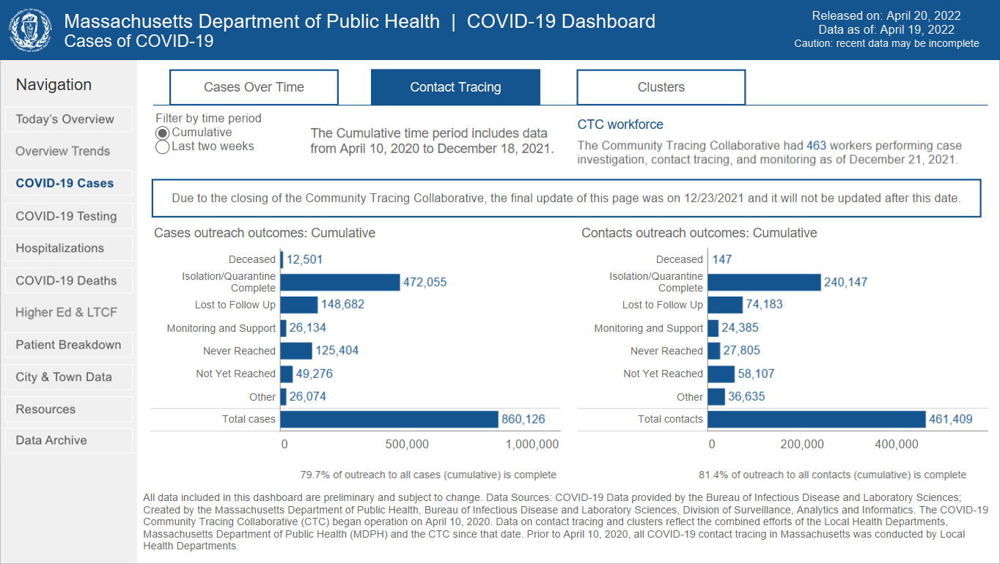 Massachusetts Department of Public Health | COVID-19 Dashboard
Cases of COVID-19
Released on: April 20, 2022
Data as of: April 19, 2022
Caution: recent data may be incomplete
Navigation
Today's Overview
Overview Trends
COVID-19 Cases
COVID-19 Testing
Hospitalizations
COVID-19 Deaths
Higher Ed & LTCF
Patient Breakdown
City & Town Data
Resources
Data Archive
Cases Over Time
Contact Tracing
Clusters
Filter by time period
Cumulative
Last two weeks
The Cumulative time period includes data
from April 10, 2020 to December 18, 2021.
CTC workforce
The Community Tracing Collaborative had 463 workers performing case
investigation, contact tracing, and monitoring as of December 21, 2021.
Due to the closing of the Community Tracing Collaborative, the final update of this page was on 12/23/2021 and it will not be updated after this date.
Cases outreach outcomes: Cumulative
Deceased 12,501
Isolation/Quarantine
Complete 472,055
Lost to Follow Up 148,682
Monitoring and Support 26,134
Never Reached 125,404
Not Yet Reached 49,276
Other 26,074
Total cases 860,126
0 500,000 1,000,000
79.7% of outreach to all cases (cumulative) is complete
Contacts outreach outcomes: Cumulative
Deceased 147
Isolation/Quarantine
Complete 240,147
Lost to Follow Up 74,183
Monitoring and Support 24,385
Never Reached 27,805
Not Yet Reached 58,107
Other 36,635
Total contacts 461,409
0 200,000 400,000
81.4% of outreach to all contacts (cumulative) is complete
All data included in this dashboard are preliminary and subject to change. Data Sources: COVID-19 Data provided by the Bureau of Infectious Disease and Laboratory Sciences;
Created by the Massachusetts Department of Public Health, Bureau of Infectious Disease and Laboratory Sciences, Division of Surveillance, Analytics and Informatics. The COVID-19
Community Tracing Collaborative (CTC) began operation on April 10, 2020. Data on contact tracing and clusters reflect the combined efforts of the Local Health Departments,
Massachusetts Department of Public Health (MDPH) and the CTC since that date. Prior to April 10, 2020, all COVID-19 contact tracing in Massachusetts was conducted by Local
Health Departments.